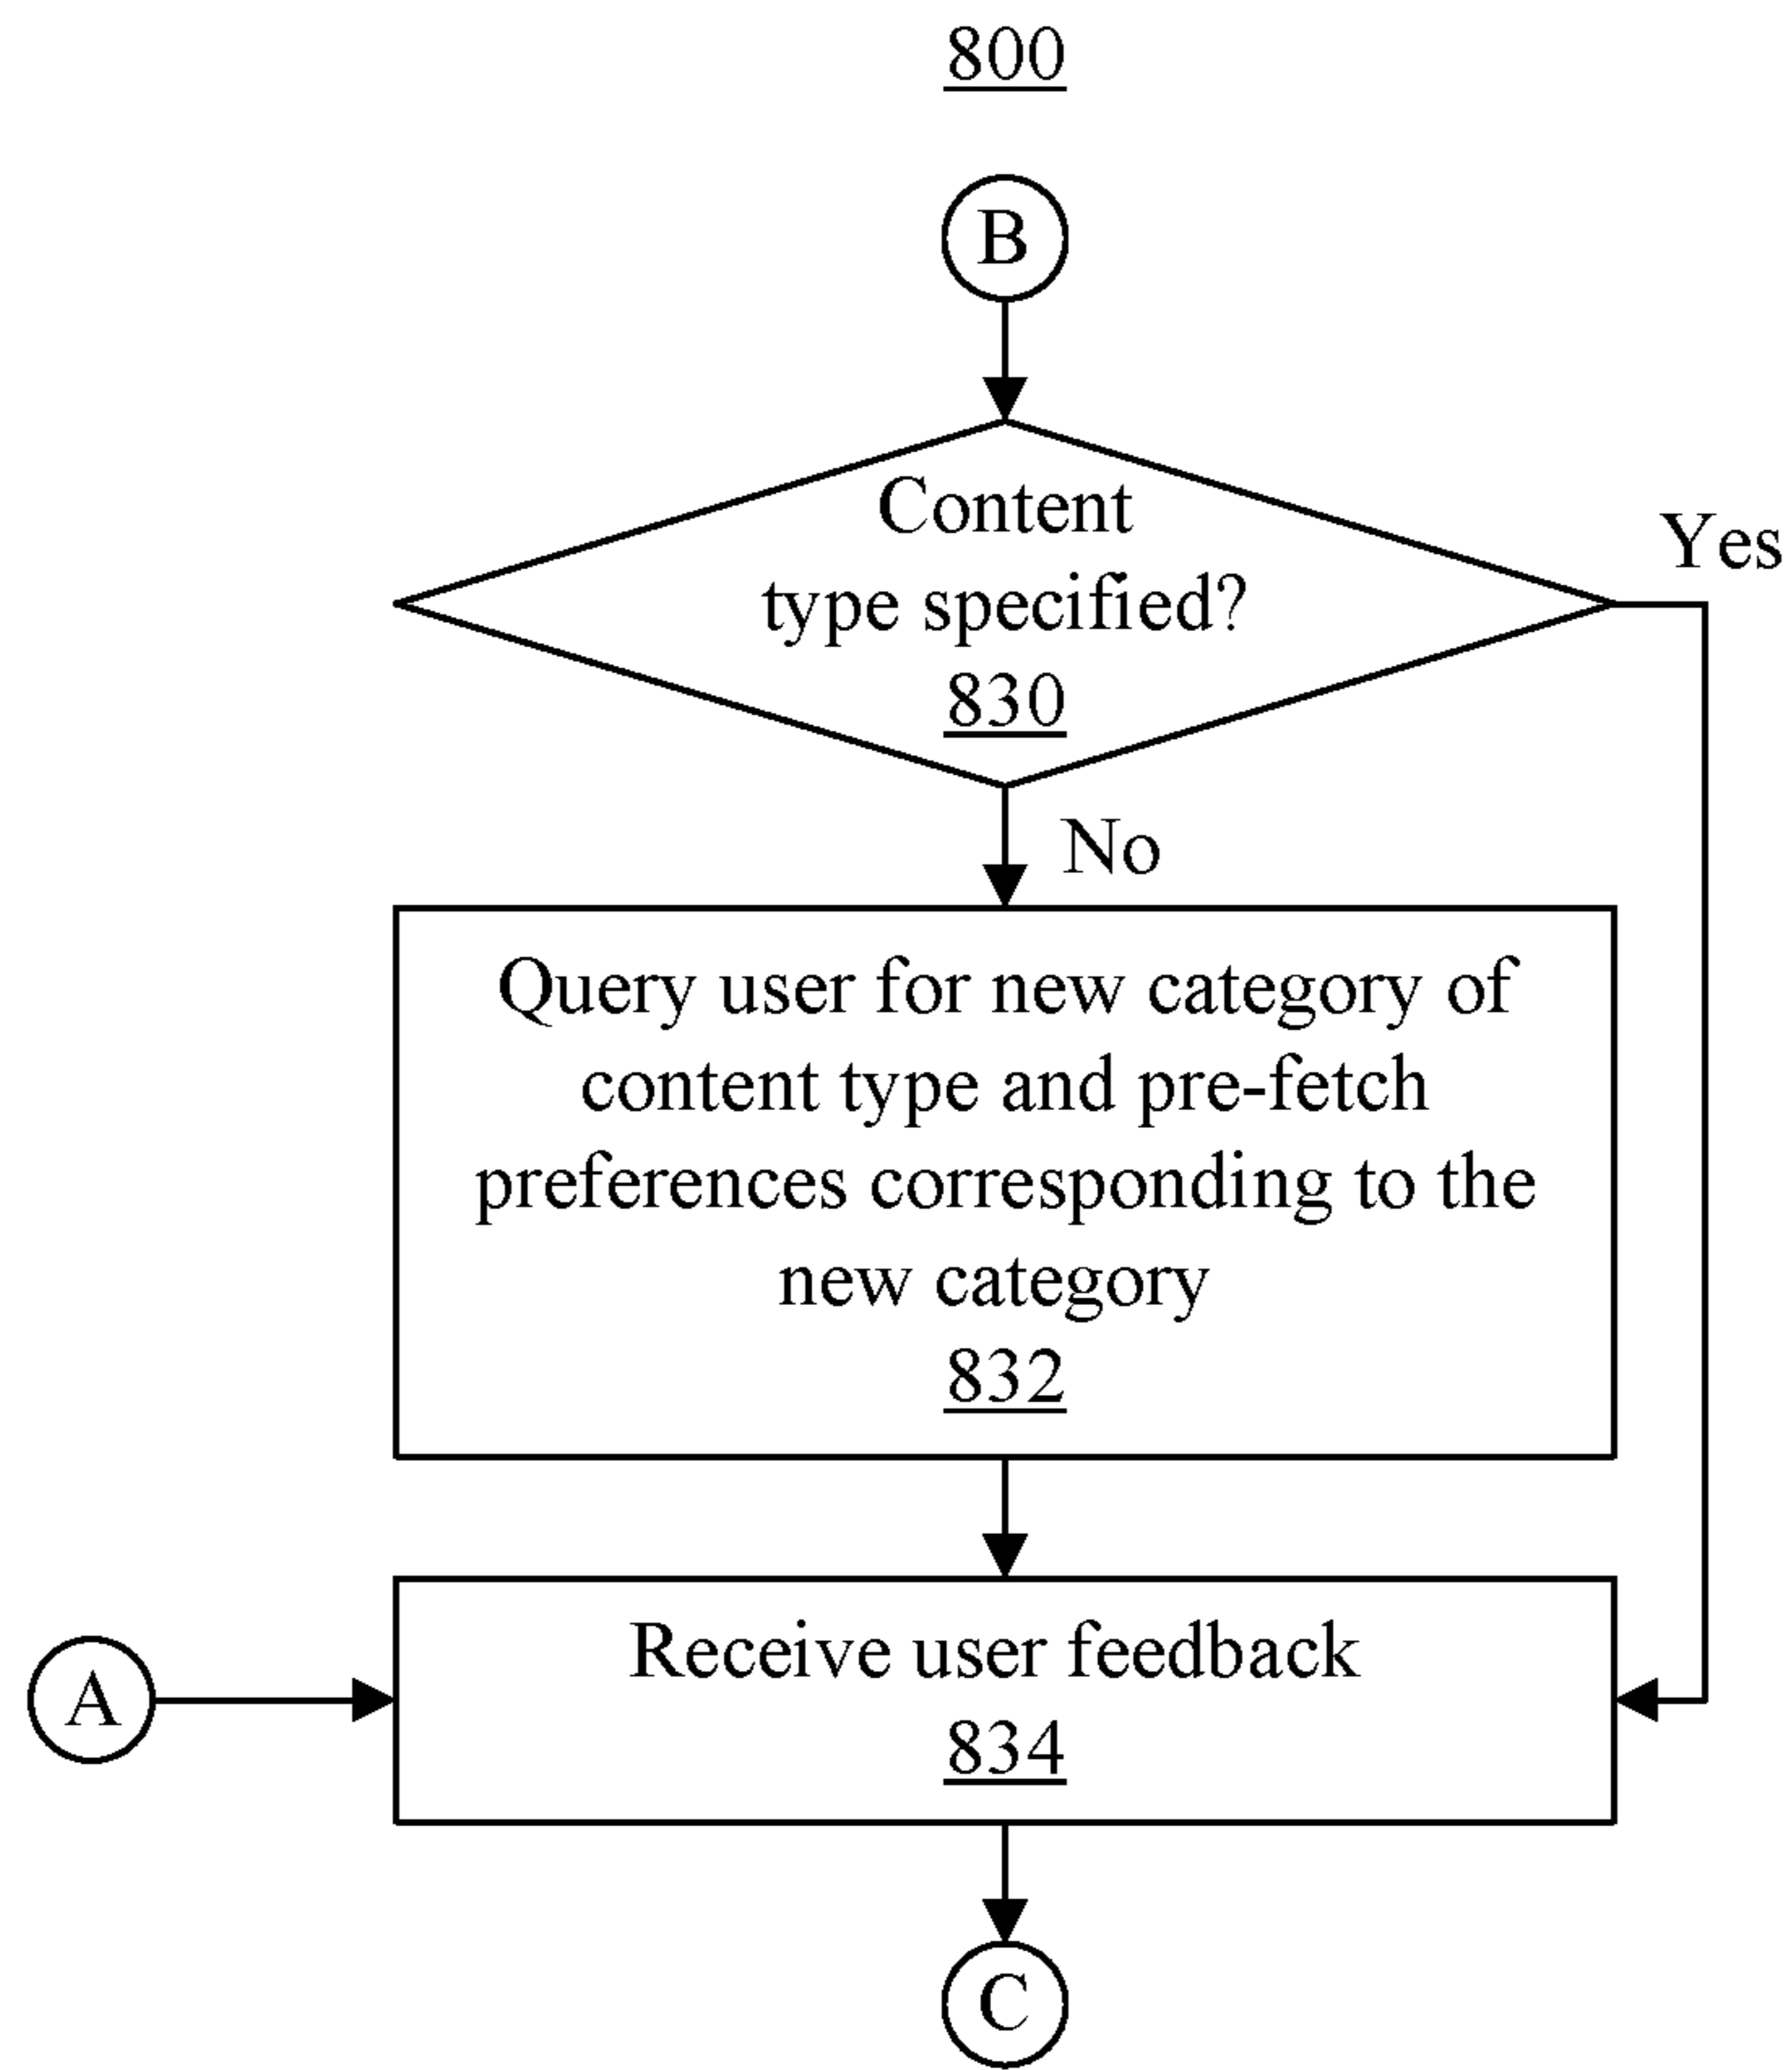 800
B
Content
type specified?
830
Yes
No
Query user for new category of
content type and pre-fetch
preferences corresponding to the
new category
832
A
Receive user feedback
834
C